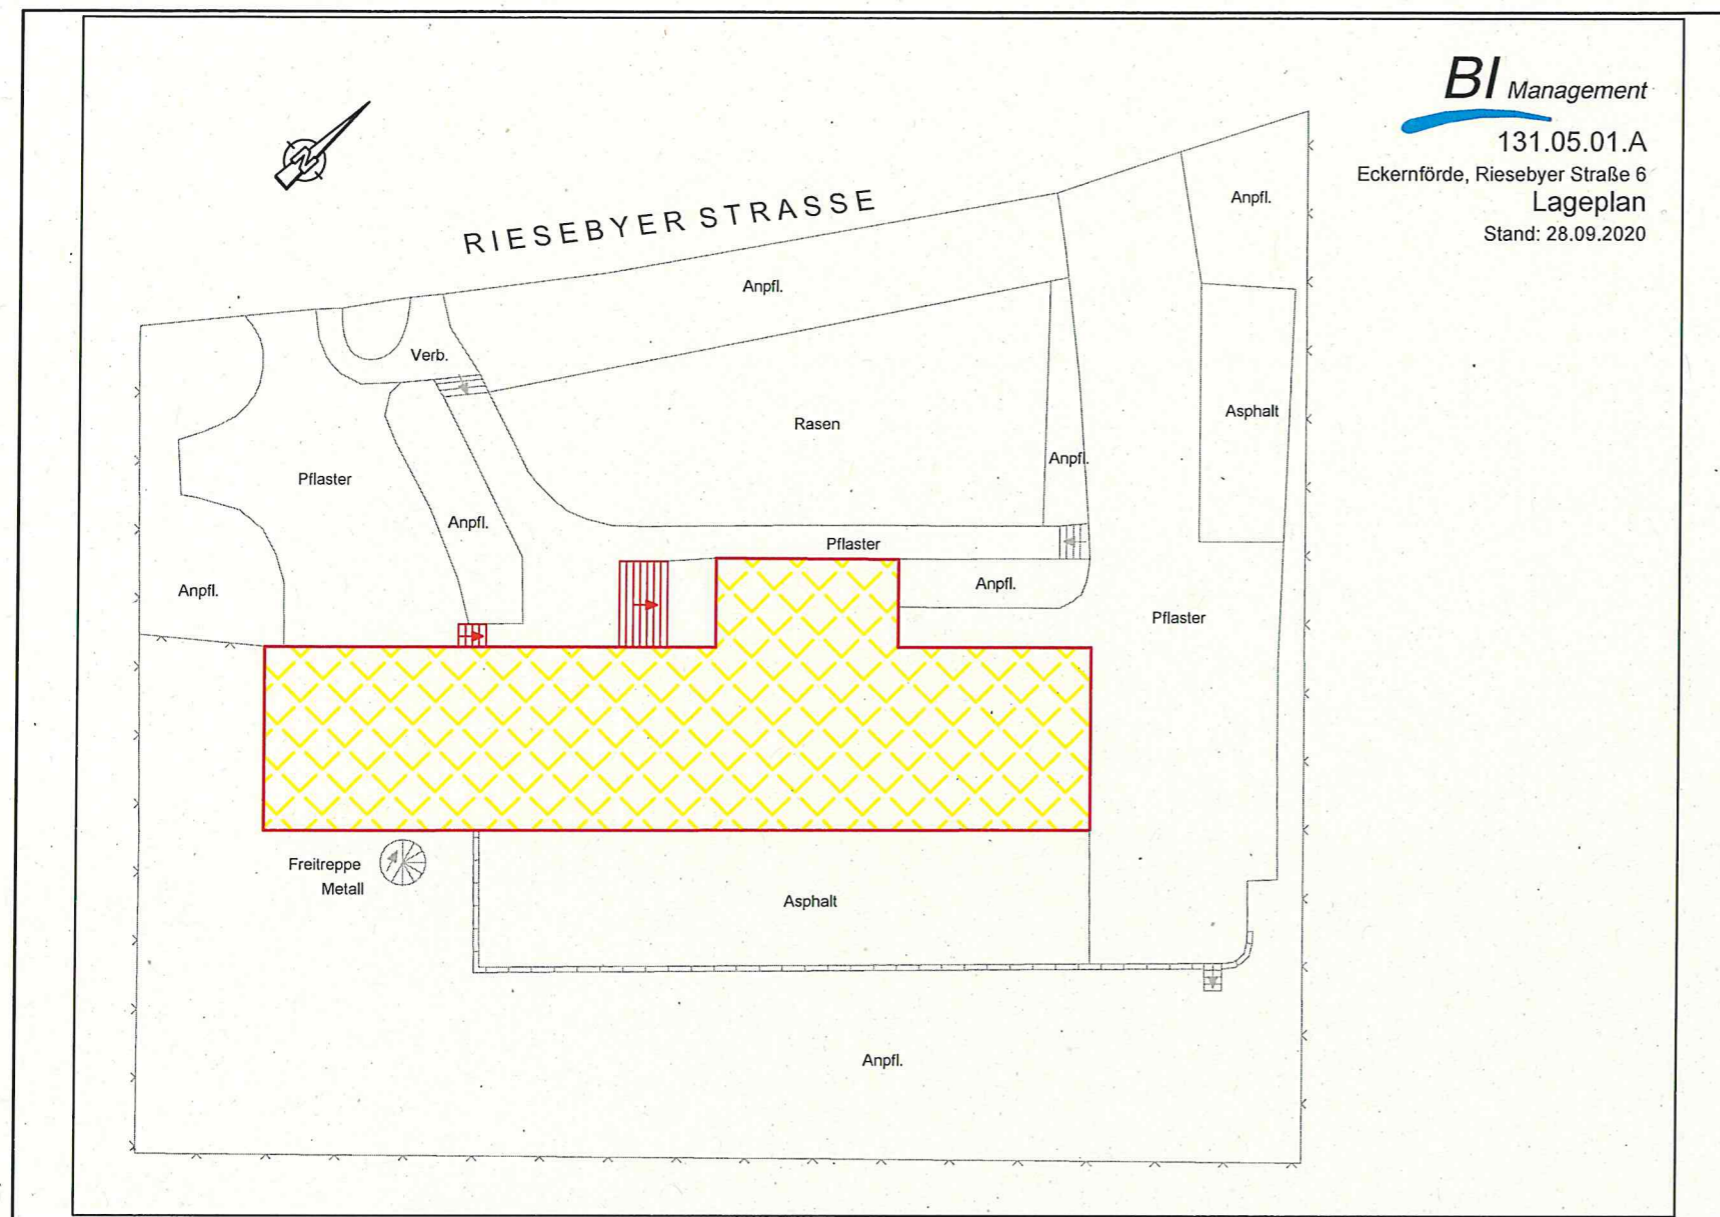 BI Management
131.05.01.A
Eckernförde, Riesebyer Straße 6
Lageplan
Stand: 28.09.2020
N
RIESEBYER STRASSE
Anpfl.
Anpfl.
Verb.
Rasen
Asphalt
Anpfl.
Pflaster
Anpfl.
Pflaster
Anpfl.
Anpfl.
Pflaster
Freitreppe
Metall
Asphalt
Anpfl.